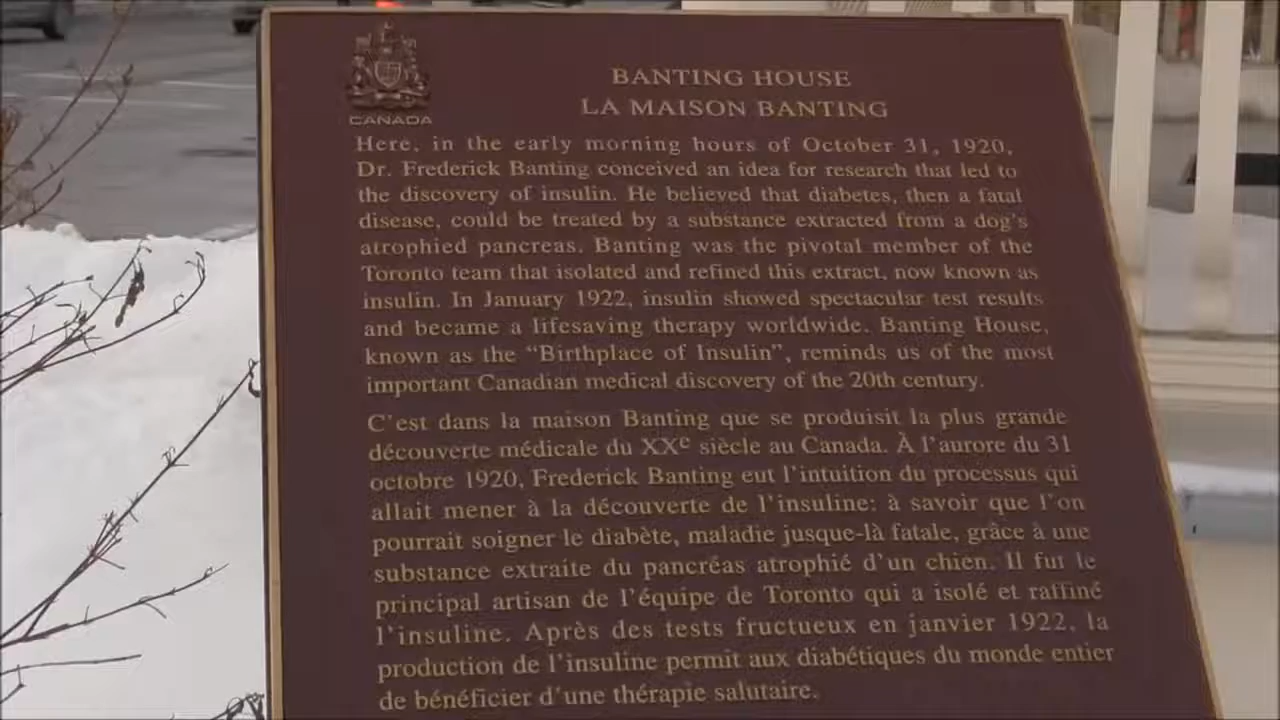 CANADA
BANTING HOUSE
LA MAISON BANTING
Here, in the early morning hours of October 31, 1920,
Dr. Frederick Banting conceived an idea for research that led to
the discovery of insulin. He believed that diabetes, then a fatal
disease, could be treated by a substance extracted from a dog's
atrophied pancreas. Banting was the pivotal member of the
Toronto team that isolated and refined this extract, now known as
insulin. In January 1922, insulin showed spectacular test results
and became a lifesaving therapy worldwide. Banting House,
known as the “Birthplace of Insulin”, reminds us of the most
important Canadian medical discovery of the 20th century.
C'est dans la maison Banting que se produisit la plus grande
découverte médicale du XXe siècle au Canada. À l'aurore du 31
octobre 1920, Frederick Banting eut l'intuition du processus qui
allait mener à la découverte de l'insuline: à savoir que l'on
pourrait soigner le diabète, maladie jusque-là fatale, grâce à une
substance extraite du pancréas atrophié d'un chien. Il fut le
principal artisan de l'équipe de Toronto qui a isolé et raffiné
l'insuline. Après des tests fructueux en janvier 1922, la
production de l'insuline permit aux diabétiques du monde entier
de bénéficier d'une thérapie salutaire.